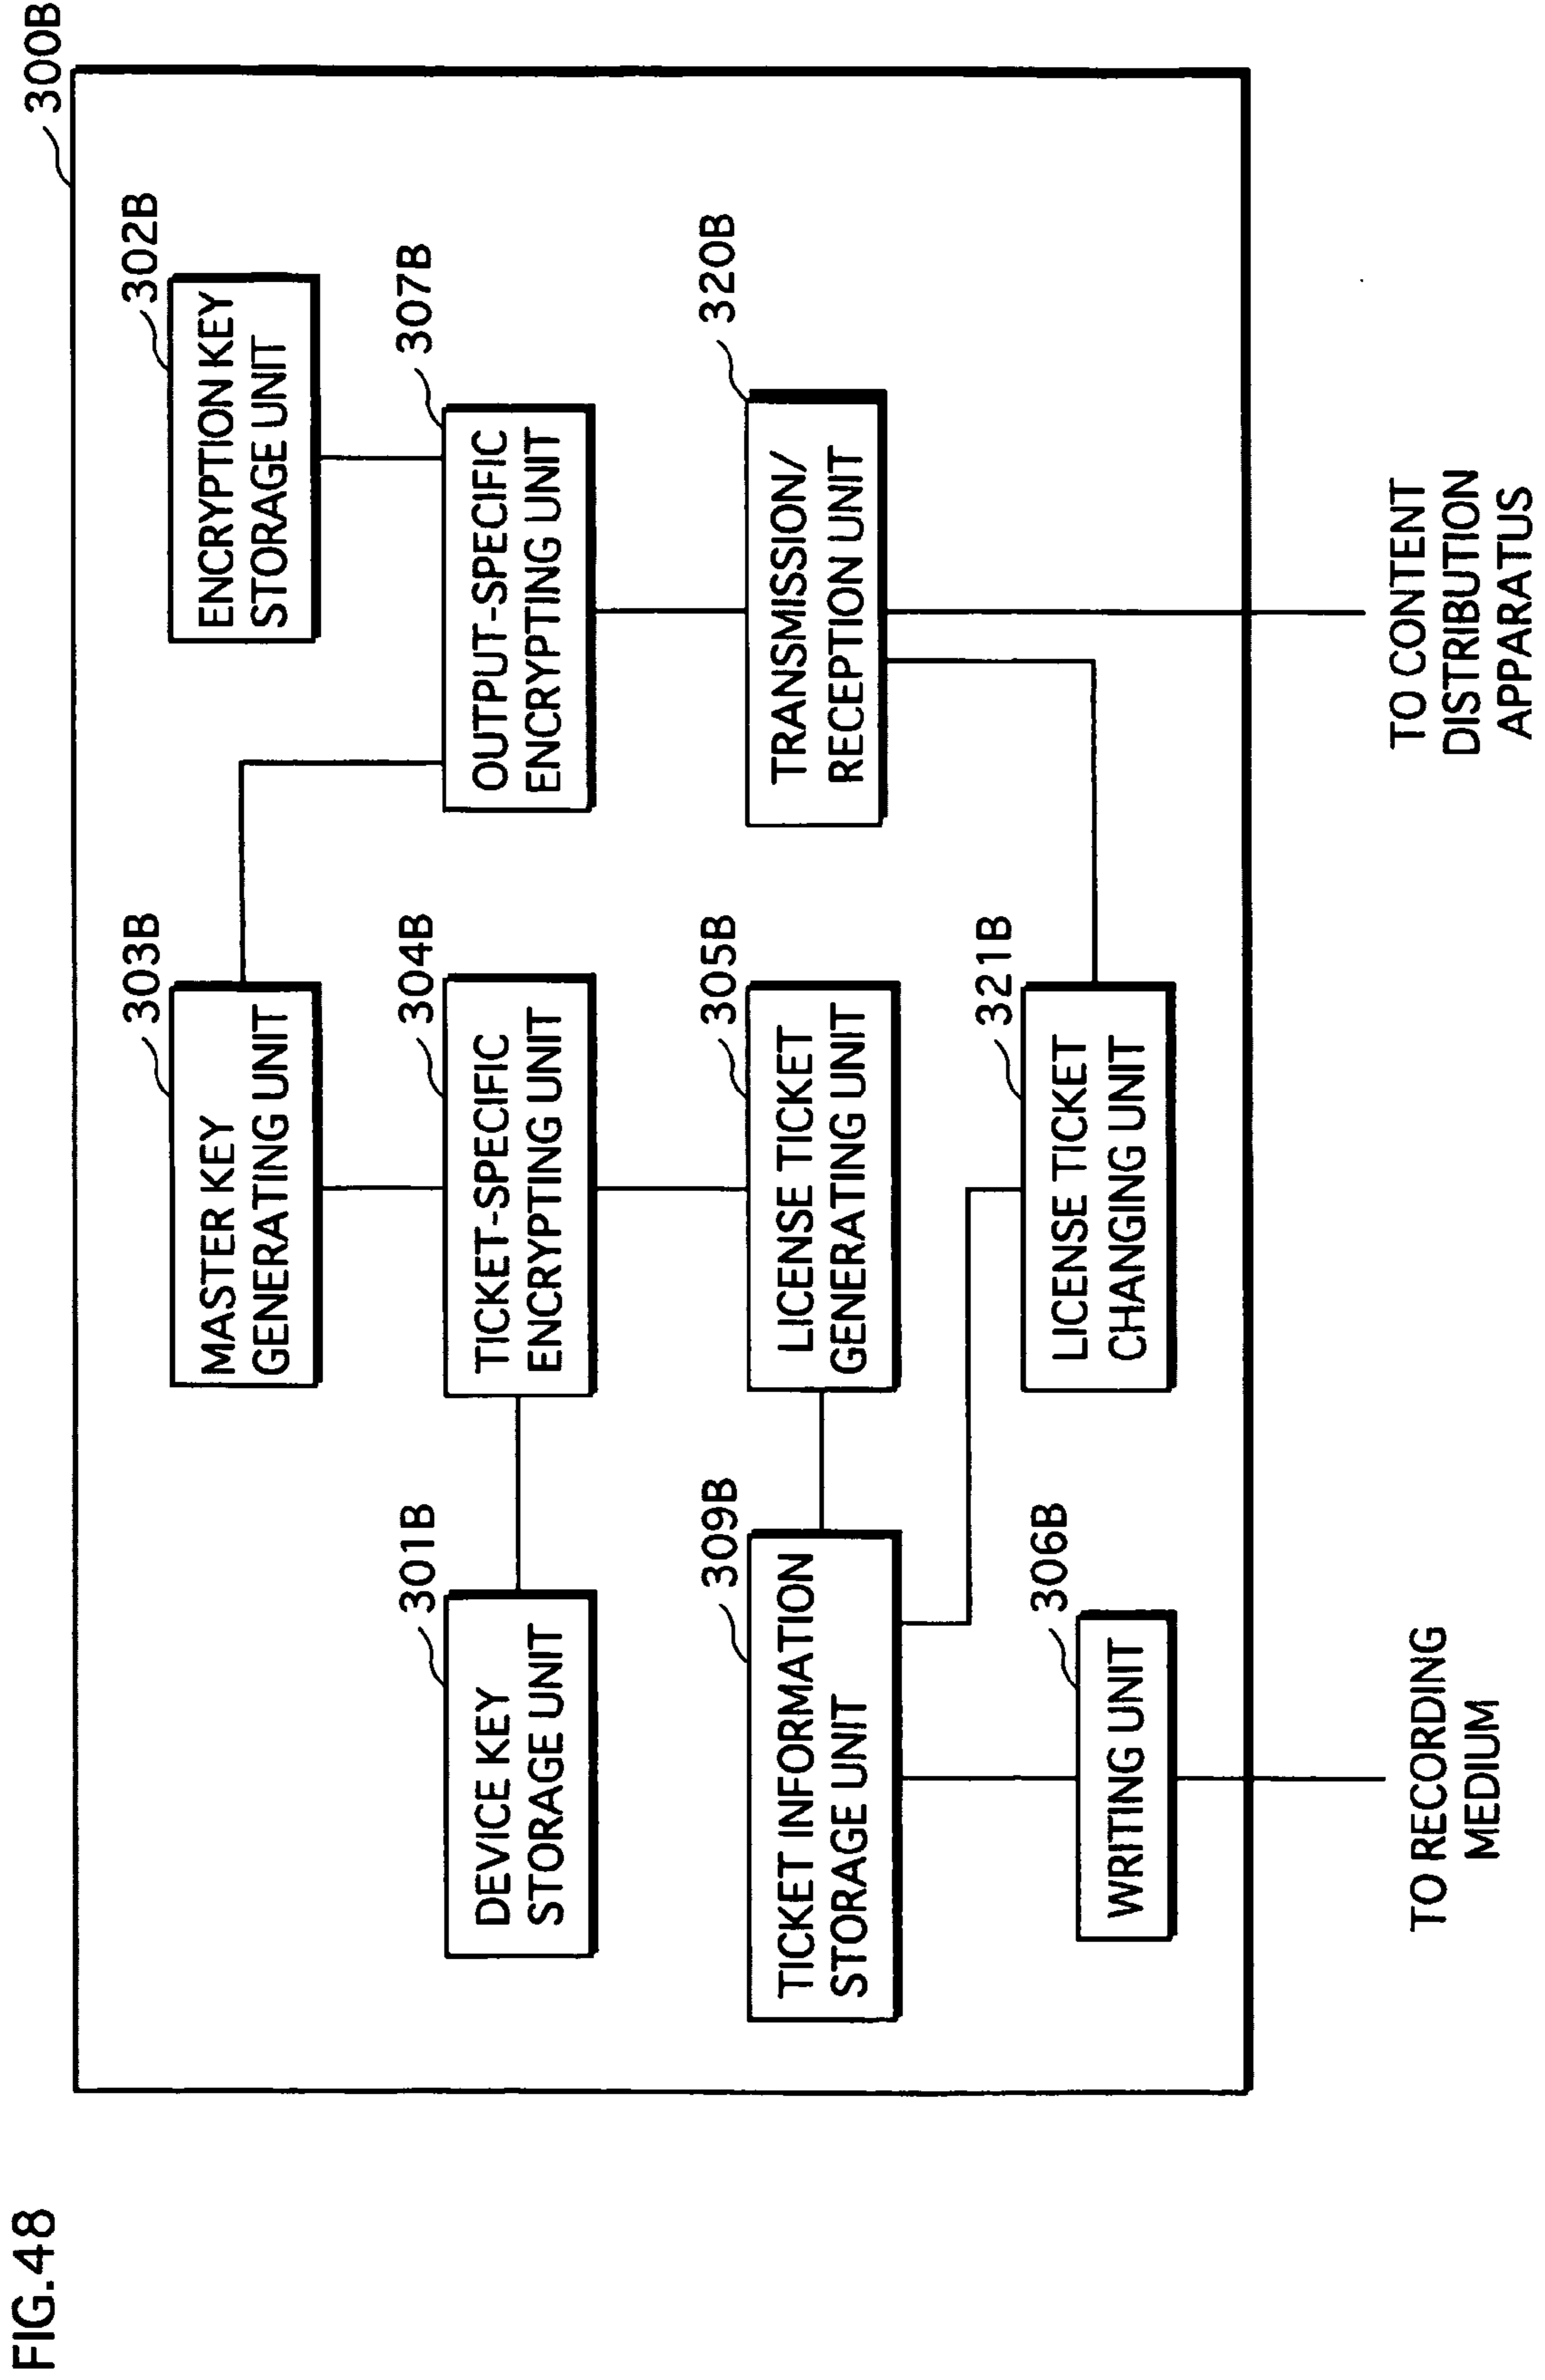 FIG.48
300B
302B
ENCRYPTION KEY
STORAGE UNIT
303B
MASTER KEY
GENERATING UNIT
301B
DEVICE KEY
STORAGE UNIT
304B
TICKET-SPECIFIC
ENCRYPTING UNIT
307B
OUTPUT-SPECIFIC
ENCRYPTING UNIT
309B
TICKET INFORMATION
STORAGE UNIT
305B
LICENSE TICKET
GENERATING UNIT
320B
TRANSMISSION/
RECEPTION UNIT
306B
WRITING UNIT
321B
LICENSE TICKET
CHANGING UNIT
TO RECORDING
MEDIUM
TO CONTENT
DISTRIBUTION
APPARATUS